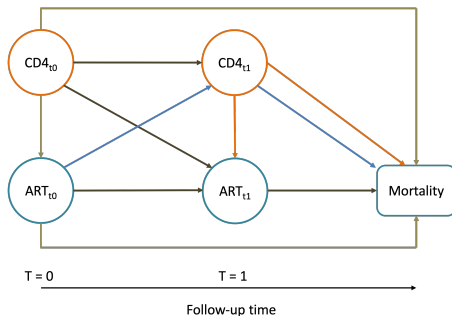 CD4t0
CD4t1
ARTt0
ARTt1
Mortality
T = 0
T = 1
Follow-up time